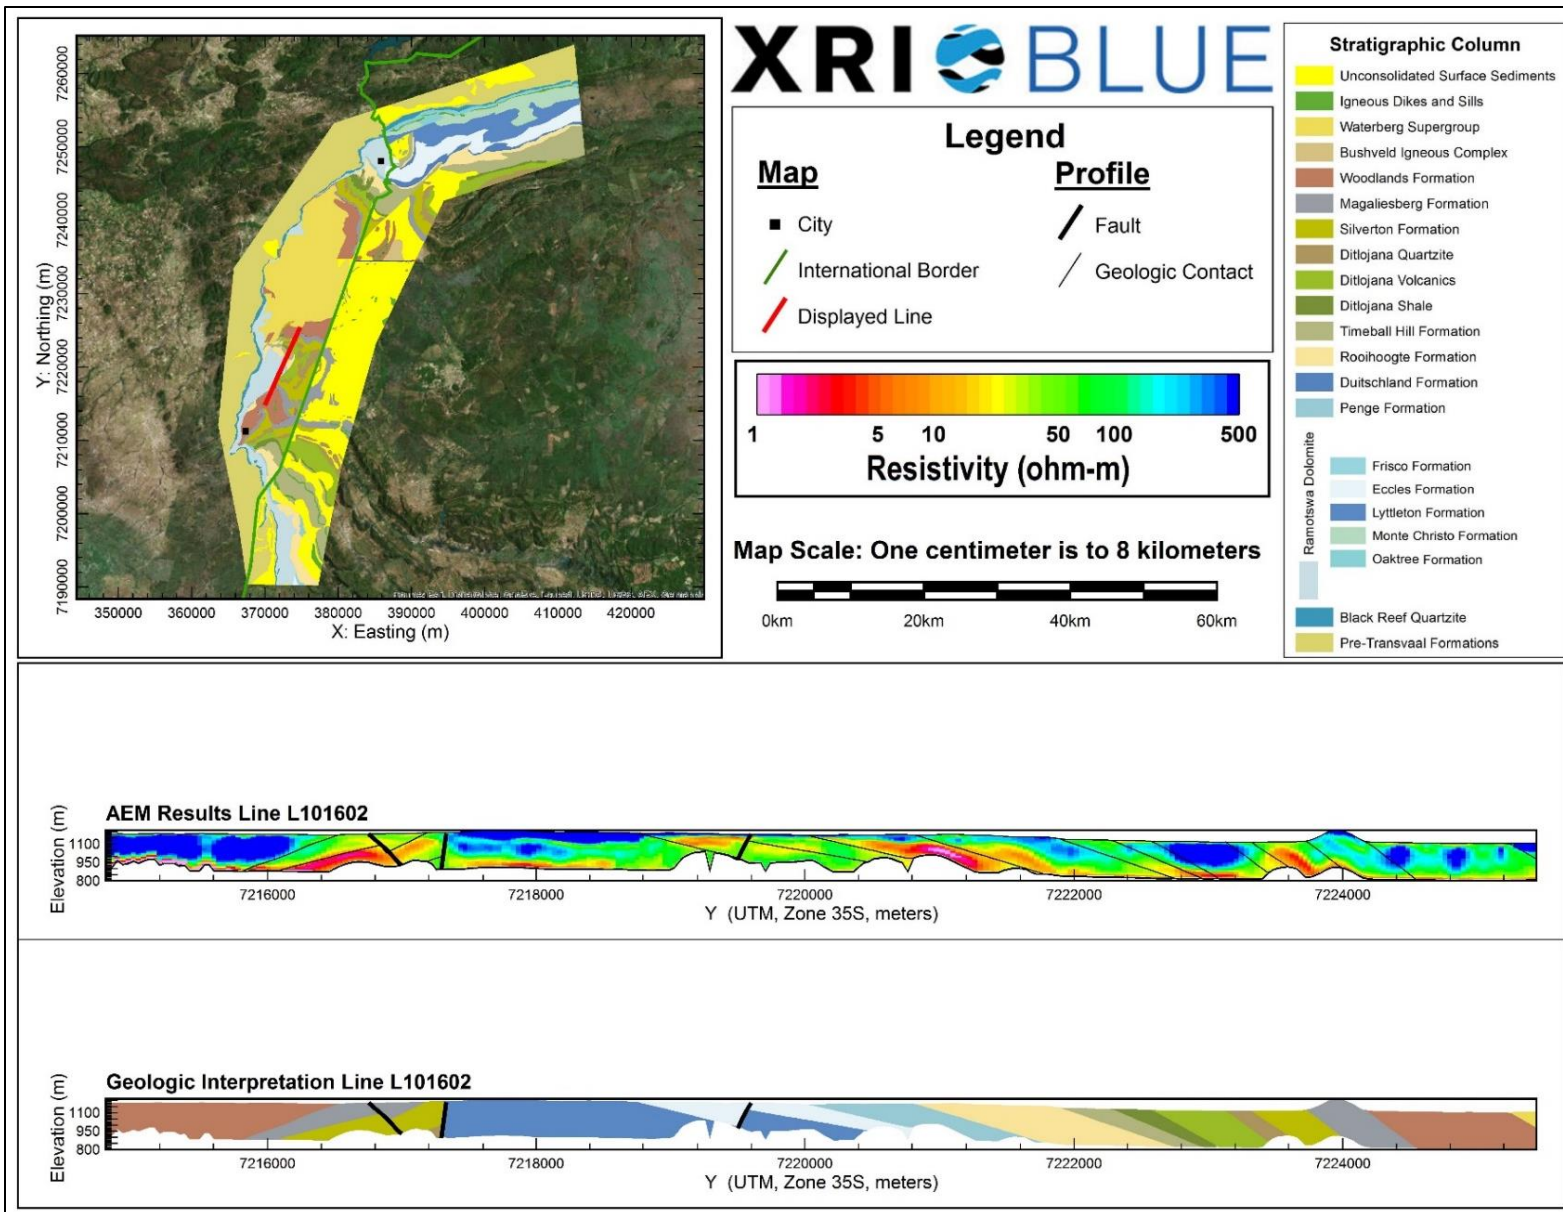 7190000 7200000 7210000 7220000 7230000 7240000 7250000 7260000
Y: Northing (m)
350000 360000 370000 380000 390000 400000 410000 420000
X: Easting (m)
XRI BLUE
Legend
Map
City
International Border
Displayed Line
Profile
Fault
Geologic Contact
1 5 10 50 100 500
Resistivity (ohm-m)
Map Scale: One centimeter is to 8 kilometers
0km 20km 40km 60km
Stratigraphic Column
Unconsolidated Surface Sediments
Igneous Dikes and Sills
Waterberg Supergroup
Bushveld Igneous Complex
Woodlands Formation
Magaliesberg Formation
Silverton Formation
Ditlojana Quartzite
Ditlojana Volcanics
Ditlojana Shale
Timeball Hill Formation
Rooihoogte Formation
Duitschland Formation
Penge Formation
Ramotswa Dolomite
Frisco Formation
Eccles Formation
Lyttleton Formation
Monte Christo Formation
Oaktree Formation
Black Reef Quartzite
Pre-Transvaal Formations
AEM Results Line L101602
Elevation (m)
1100
950
800
7216000 7218000 7220000 7222000 7224000
Y (UTM, Zone 35S, meters)
Geologic Interpretation Line L101602
Elevation (m)
1100
950
800
7216000 7218000 7220000 7222000 7224000
Y (UTM, Zone 35S, meters)